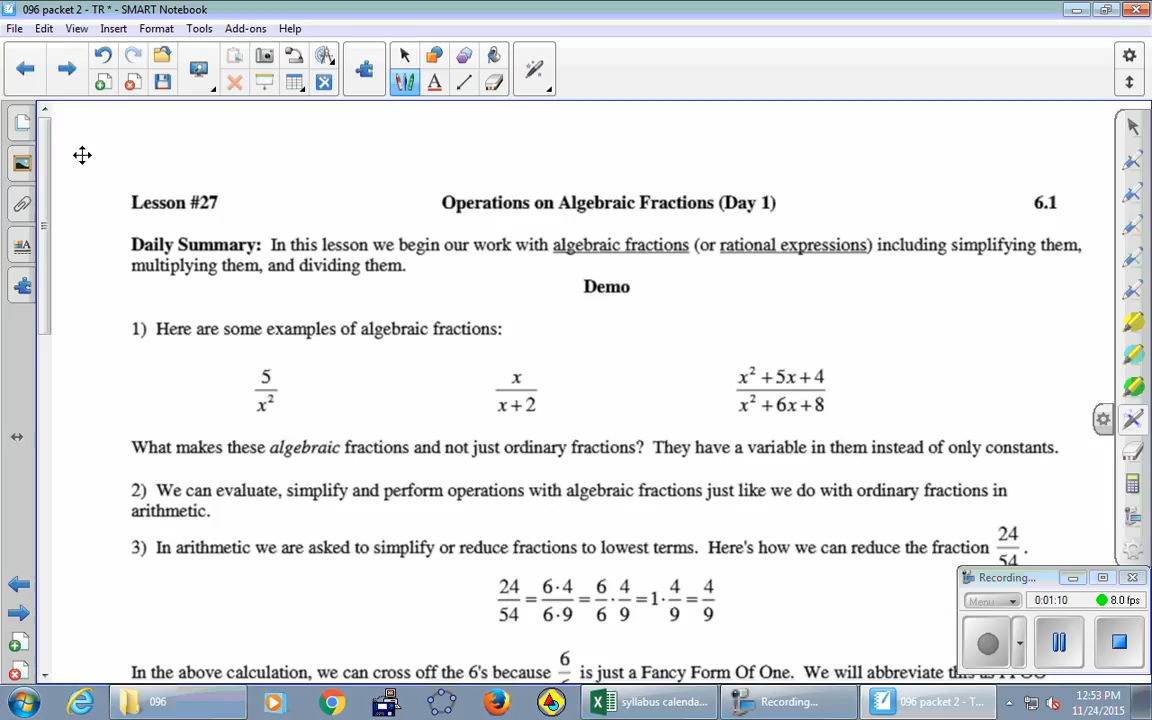 096 packet 2 - TR * - SMART Notebook
File Edit View Insert Format Tools Add-ons Help
Lesson #27 Operations on Algebraic Fractions (Day 1) 6.1
Daily Summary: In this lesson we begin our work with algebraic fractions (or rational expressions) including simplifying them,
multiplying them, and dividing them.
Demo
1) Here are some examples of algebraic fractions:
5 x x² + 5x + 4
x² x + 2 x² + 6x + 8
What makes these algebraic fractions and not just ordinary fractions? They have a variable in them instead of only constants.
2) We can evaluate, simplify and perform operations with algebraic fractions just like we do with ordinary fractions in
arithmetic.
3) In arithmetic we are asked to simplify or reduce fractions to lowest terms. Here's how we can reduce the fraction 24/54.
24/54 = 6·4/6·9 = 6/6 · 4/9 = 1 · 4/9 = 4/9
In the above calculation, we can cross off the 6's because 6 is just a Fancy Form Of One. We will abbreviate
Recording...
Menu 0:01:10 8.0 fps
096 syllabus calenda... Recording... 096 packet 2 - TR...
12:53 PM
11/24/2015